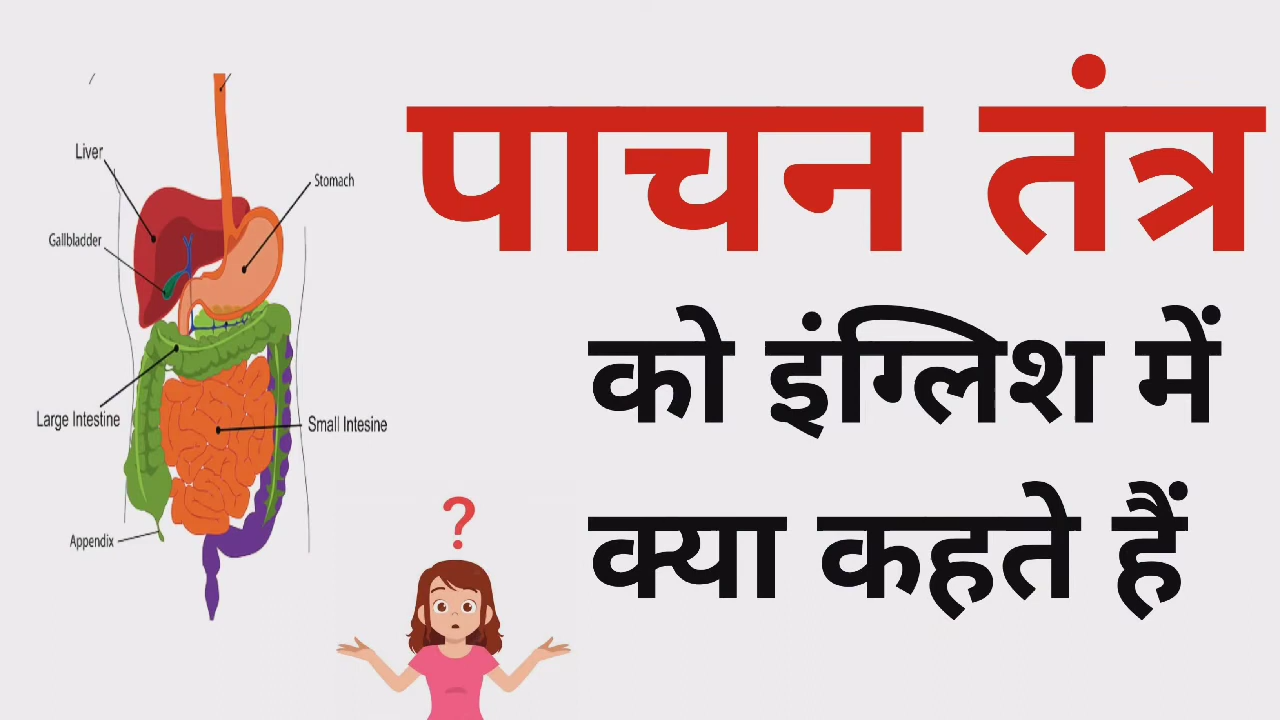 पाचन तंत्र
को इंग्लिश में
क्या कहते हैं
Liver
Stomach
Gallbladder
Large Intestine
Small Intesine
Appendix
?